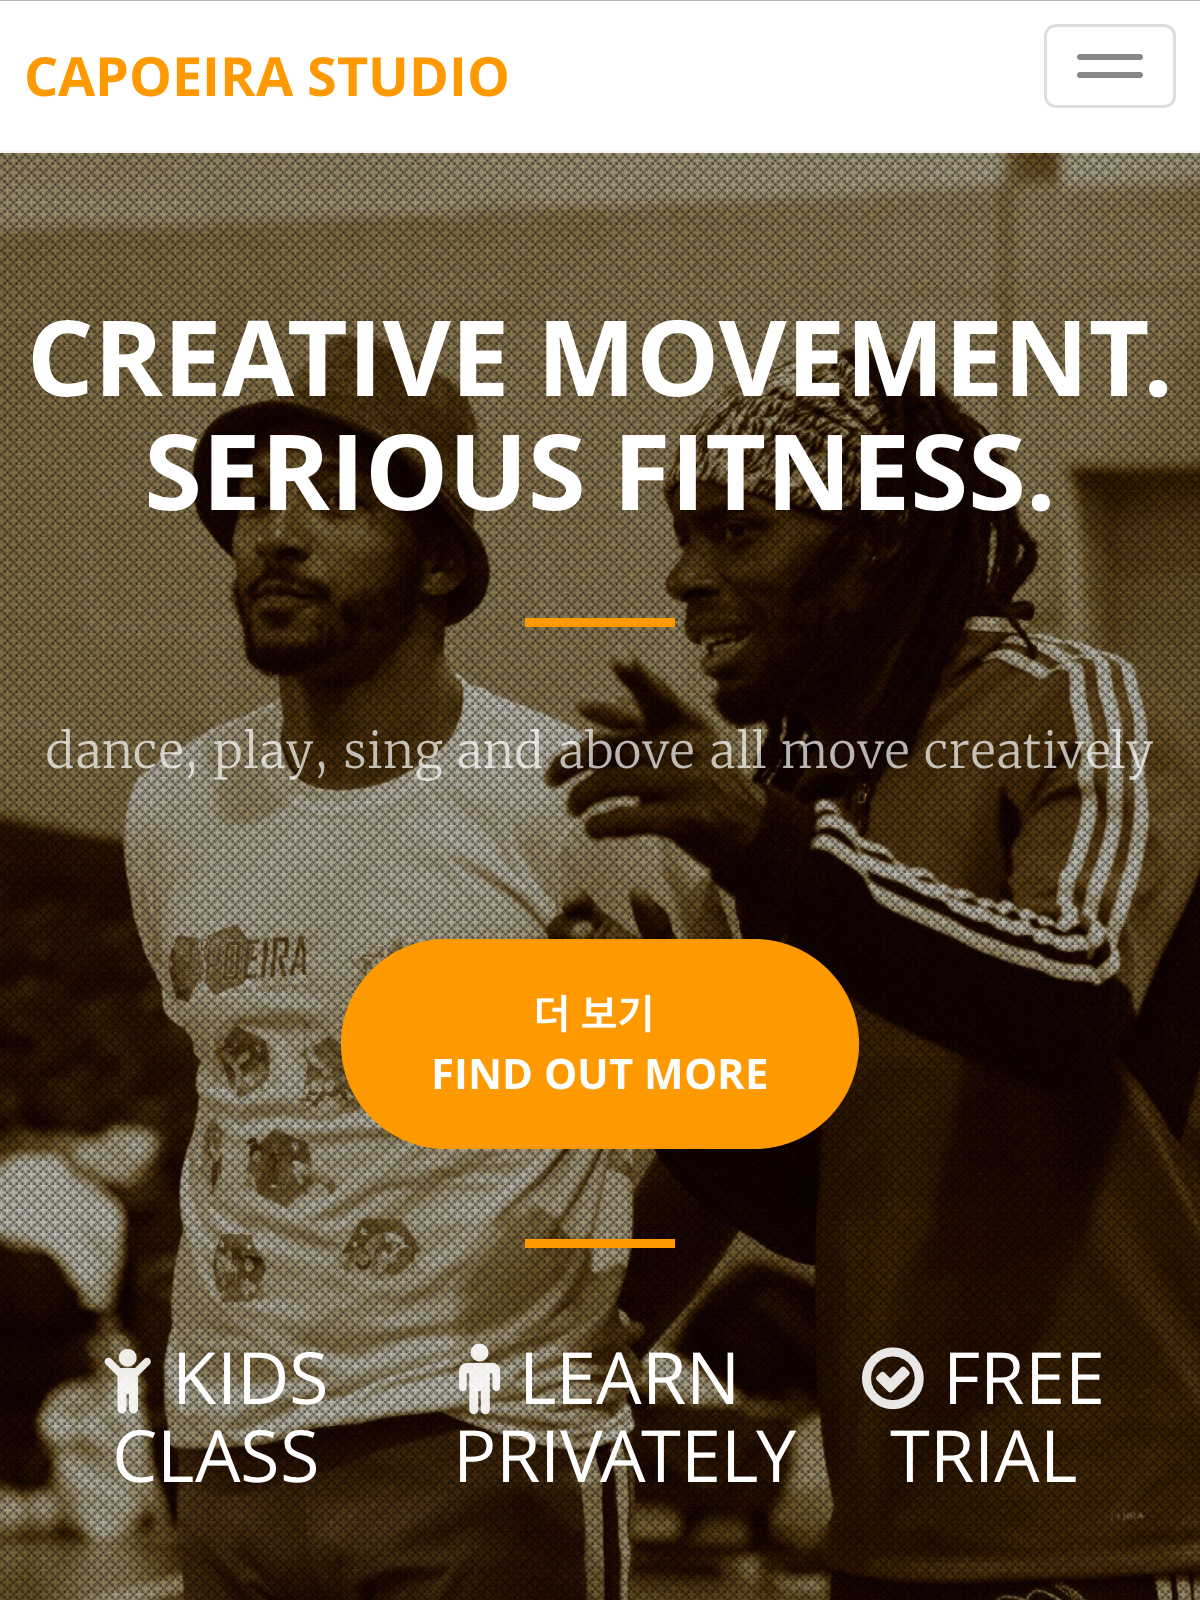 CAPOEIRA STUDIO
CREATIVE MOVEMENT.
SERIOUS FITNESS.
dance, play, sing and above all move creatively
더 보기
FIND OUT MORE
KIDS
CLASS
LEARN
PRIVATELY
FREE
TRIAL